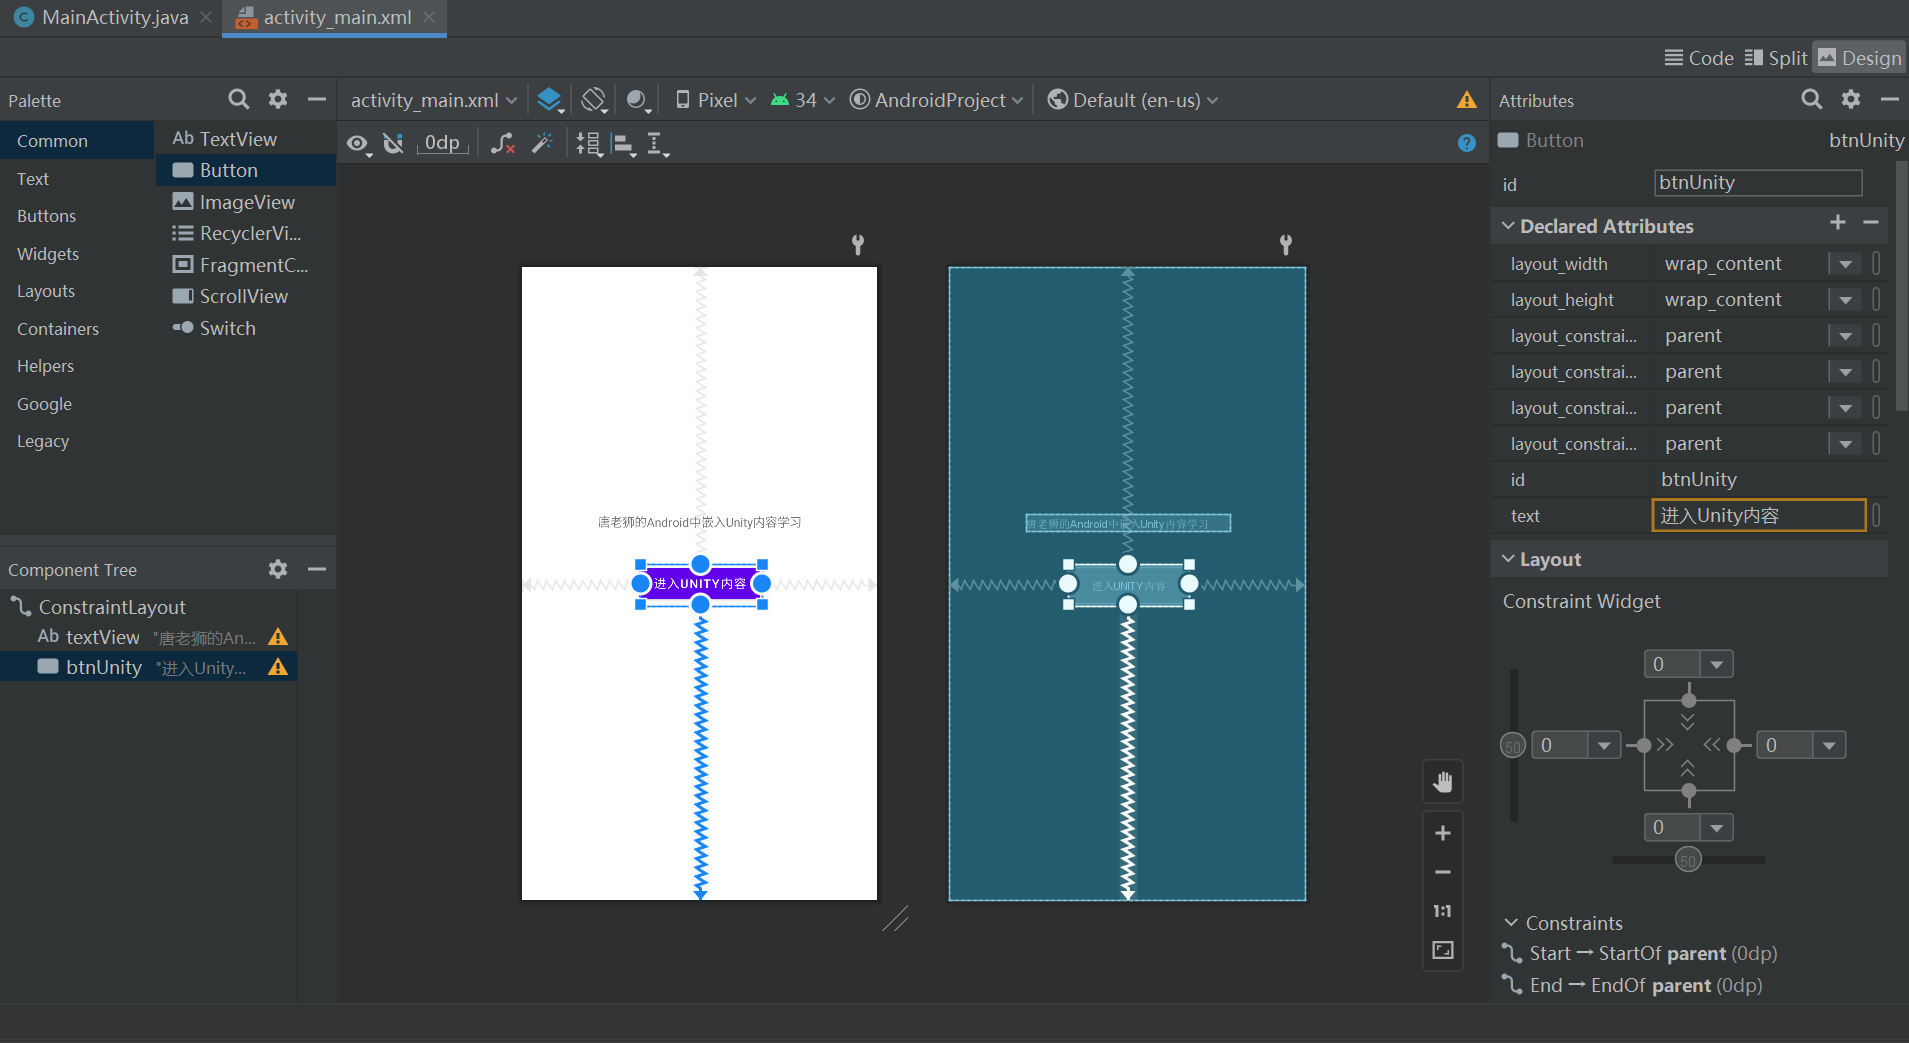 MainActivity.java
activity_main.xml
Code
Split
Design
Palette
Common
Text
Buttons
Widgets
Layouts
Containers
Helpers
Google
Legacy
Ab TextView
Button
ImageView
RecyclerVi...
FragmentC...
ScrollView
Switch
activity_main.xml
Pixel
34
AndroidProject
Default (en-us)
0dp
唐老狮的Android中嵌入Unity内容学习
进入UNITY内容
唐老狮的Android中嵌入Unity内容学习
进入UNITY内容
1:1
Component Tree
ConstraintLayout
Ab textView "唐老狮的An...
btnUnity "进入Unity...
Attributes
Button btnUnity
id btnUnity
Declared Attributes
layout_width wrap_content
layout_height wrap_content
layout_constrai... parent
layout_constrai... parent
layout_constrai... parent
layout_constrai... parent
id btnUnity
text 进入Unity内容
Layout
Constraint Widget
0
50
0
0
0
50
Constraints
Start → StartOf parent (0dp)
End → EndOf parent (0dp)